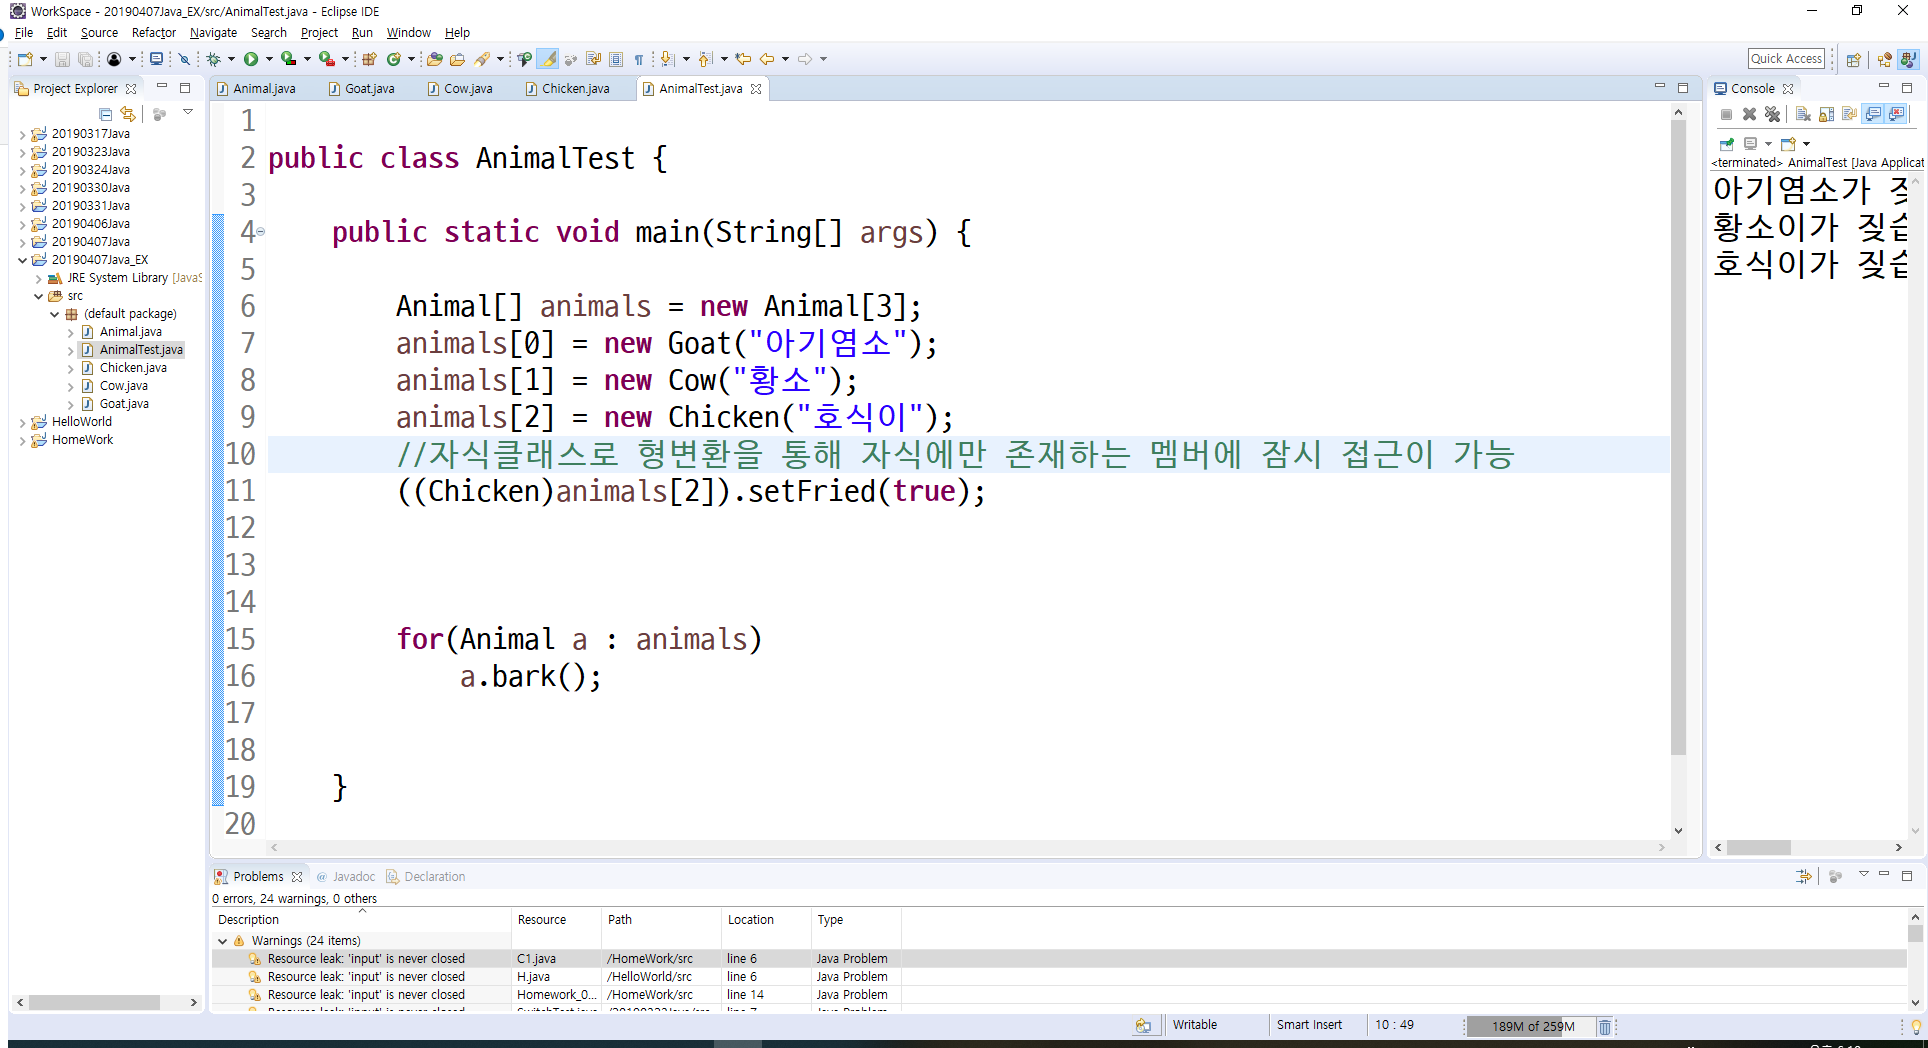 WorkSpace - 20190407Java_EX/src/AnimalTest.java - Eclipse IDE
File Edit Source Refactor Navigate Search Project Run Window Help
Quick Access
Project Explorer
20190317Java
20190323Java
20190324Java
20190330Java
20190331Java
20190406Java
20190407Java
20190407Java_EX
JRE System Library [JavaS
src
(default package)
Animal.java
AnimalTest.java
Chicken.java
Cow.java
Goat.java
HelloWorld
HomeWork
Animal.java Goat.java Cow.java Chicken.java AnimalTest.java
1
2 public class AnimalTest {
3
4 public static void main(String[] args) {
5
6 Animal[] animals = new Animal[3];
7 animals[0] = new Goat("아기염소");
8 animals[1] = new Cow("황소");
9 animals[2] = new Chicken("호식이");
10 //자식클래스로 형변환을 통해 자식에만 존재하는 멤버에 잠시 접근이 가능
11 ((Chicken)animals[2]).setFried(true);
12
13
14
15 for(Animal a : animals)
16 a.bark();
17
18
19 }
20
Console
<terminated> AnimalTest [Java Applicat
아기염소가
황소이가 짖습
호식이가 짖습
Problems @ Javadoc Declaration
0 errors, 24 warnings, 0 others
Description Resource Path Location Type
Warnings (24 items)
Resource leak: 'input' is never closed C1.java /HomeWork/src line 6 Java Problem
Resource leak: 'input' is never closed H.java /HelloWorld/src line 6 Java Problem
Resource leak: 'input' is never closed Homework_0... /HomeWork/src line 14 Java Problem
Writable Smart Insert 10 : 49 189M of 259M